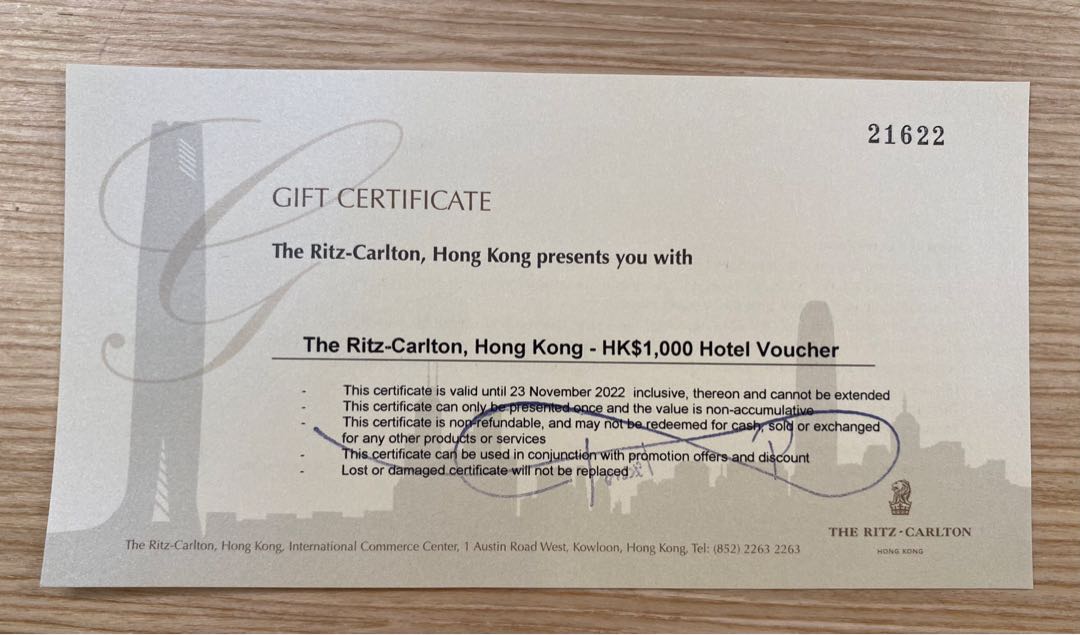 21622
GIFT CERTIFICATE
The Ritz-Carlton, Hong Kong presents you with
The Ritz-Carlton, Hong Kong - HK$1,000 Hotel Voucher
- This certificate is valid until 23 November 2022 inclusive, thereon and cannot be extended
- This certificate can only be presented once and the value is non-accumulative
- This certificate is non-refundable, and may not be redeemed for cash, sold or exchanged
for any other products or services
- This certificate can be used in conjunction with promotion offers and discount
- Lost or damaged certificate will not be replaced
THE RITZ-CARLTON
HONG KONG
The Ritz-Carlton, Hong Kong, International Commerce Center, 1 Austin Road West, Kowloon, Hong Kong, Tel: (852) 2263 2263